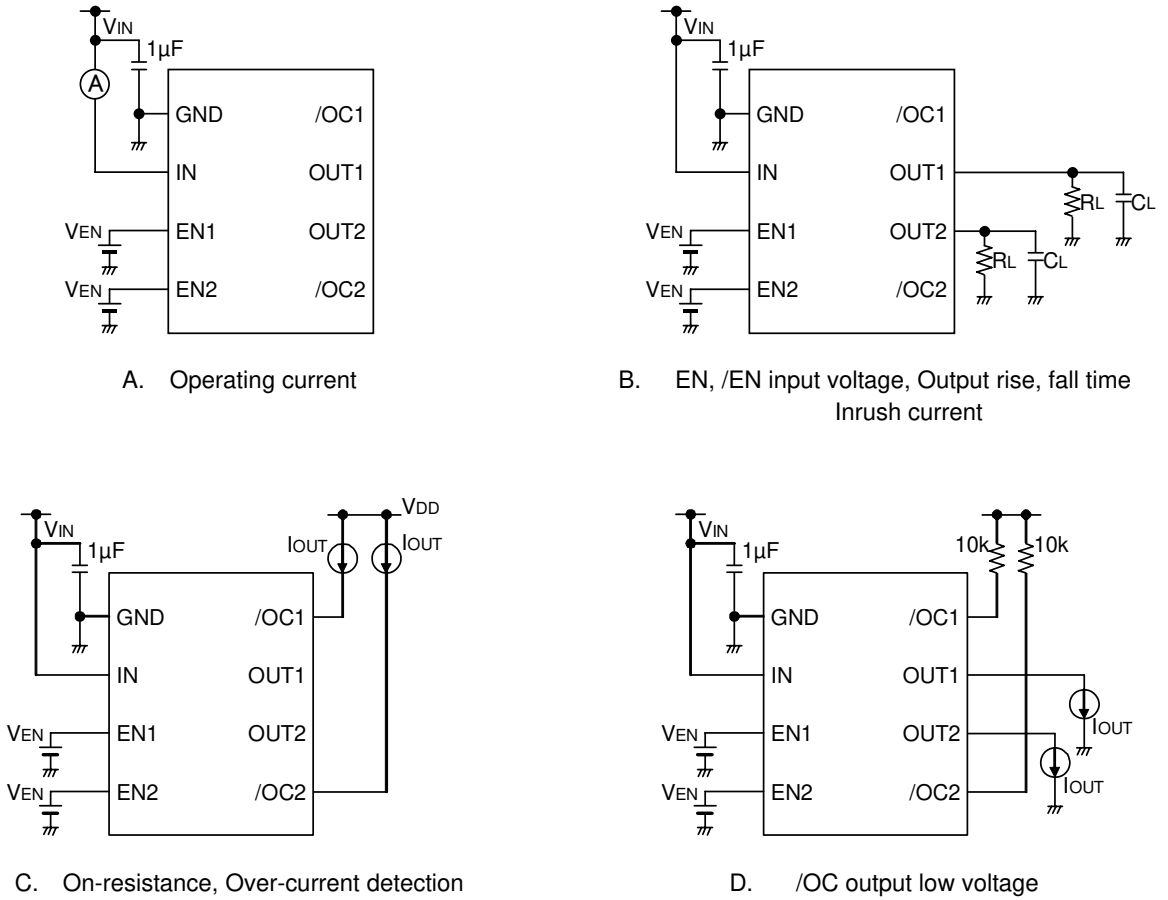 VIN
1µF
A
GND /OC1
IN OUT1
VEN EN1 OUT2
VEN EN2 /OC2
A. Operating current
VIN
1µF
GND /OC1
IN OUT1
RL CL
VEN EN1 OUT2
RL CL
VEN EN2 /OC2
B. EN, /EN input voltage, Output rise, fall time
Inrush current
VDD
VIN
1µF
IOUT IOUT
GND /OC1
IN OUT1
VEN EN1 OUT2
VEN EN2 /OC2
C. On-resistance, Over-current detection
VIN
1µF
10k 10k
GND /OC1
IN OUT1
IOUT
VEN EN1 OUT2
IOUT
VEN EN2 /OC2
D. /OC output low voltage